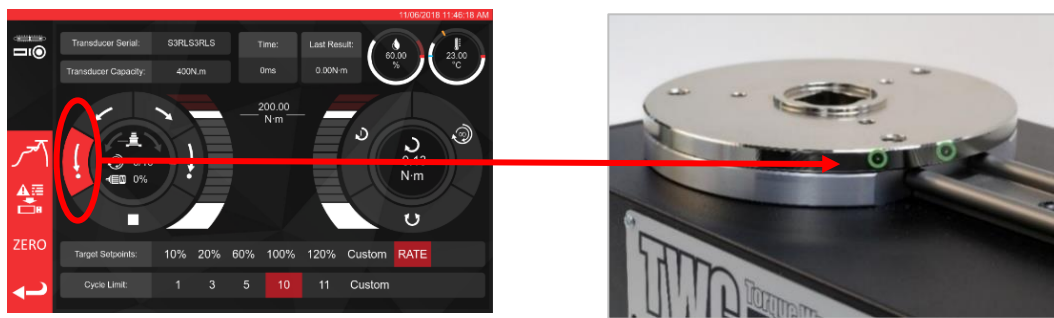 11/06/2018 11:46:18 AM
Transducer Serial: S3RLS3RLS Time: Last Result:
Transducer Capacity: 400N.m 0ms 0.00N·m
60.00
%
23.00
°C
200.00
N·m
0%
N·m
ZERO
Target Setpoints: 10% 20% 60% 100% 120% Custom RATE
Cycle Limit: 1 3 5 10 11 Custom
TWC